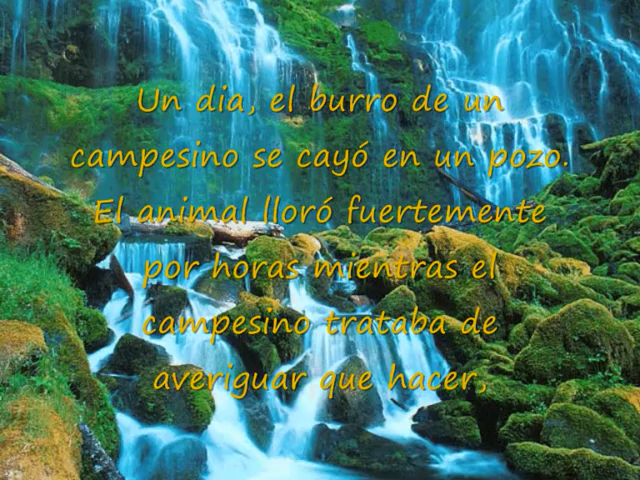 Un dia, el burro de un
campesino se cayó en un pozo.
El animal lloró fuertemente
por horas mientras el
campesino trataba de
averiguar que hacer,